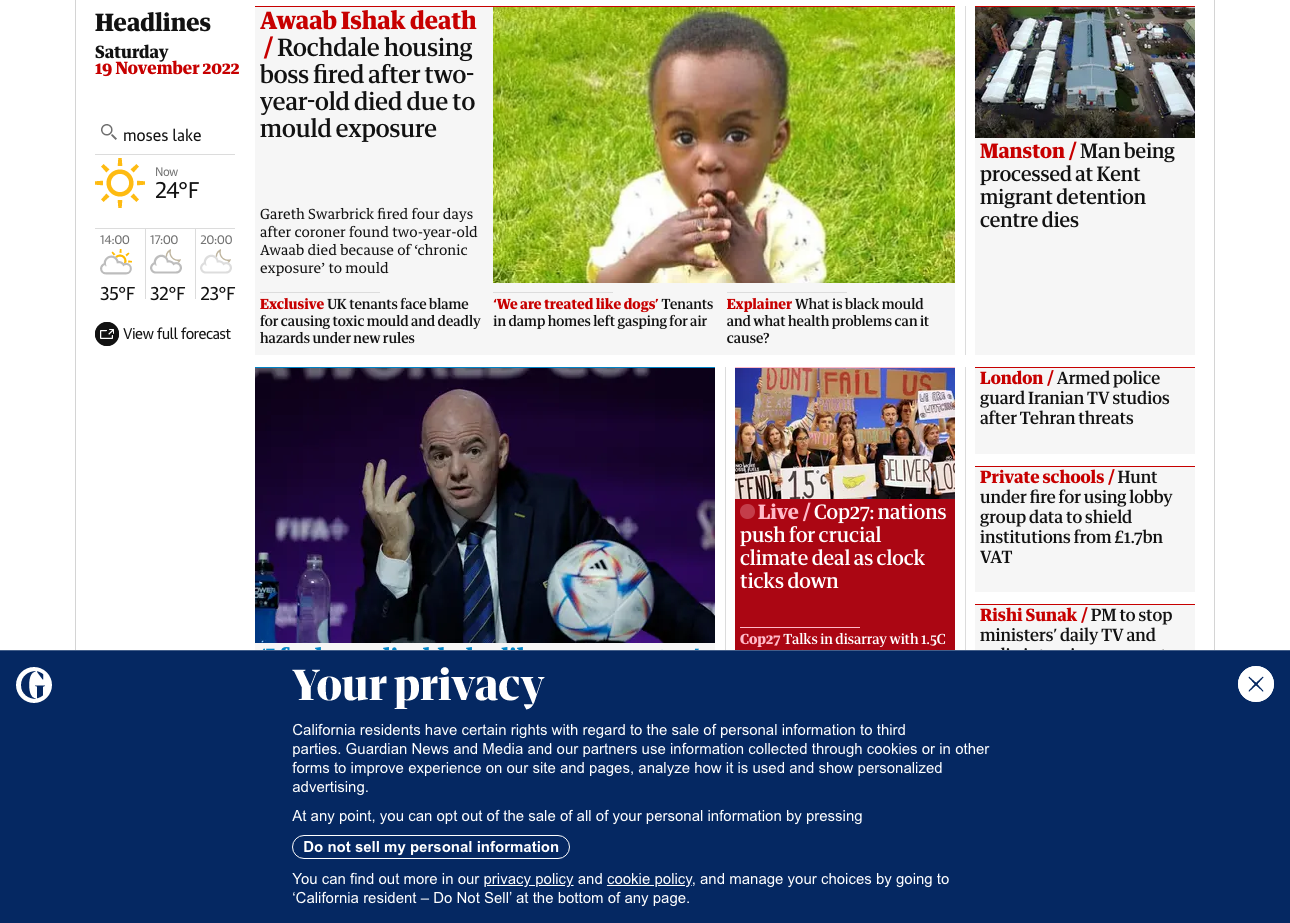 Headlines
Saturday
19 November 2022
moses lake
Now
24°F
14:00 17:00 20:00
35°F 32°F 23°F
View full forecast
Awaab Ishak death
/ Rochdale housing
boss fired after two-
year-old died due to
mould exposure
Gareth Swarbrick fired four days
after coroner found two-year-old
Awaab died because of ‘chronic
exposure’ to mould
Exclusive UK tenants face blame
for causing toxic mould and deadly
hazards under new rules
‘We are treated like dogs’ Tenants
in damp homes left gasping for air
Explainer What is black mould
and what health problems can it
cause?
Manston / Man being
processed at Kent
migrant detention
centre dies
FIFA
DON'T FAIL US
1.5°c
DELIVER
Live / Cop27: nations
push for crucial
climate deal as clock
ticks down
Cop27 Talks in disarray with 1.5C
London / Armed police
guard Iranian TV studios
after Tehran threats
Private schools / Hunt
under fire for using lobby
group data to shield
institutions from £1.7bn
VAT
Rishi Sunak / PM to stop
ministers’ daily TV and
Your privacy
California residents have certain rights with regard to the sale of personal information to third
parties. Guardian News and Media and our partners use information collected through cookies or in other
forms to improve experience on our site and pages, analyze how it is used and show personalized
advertising.
At any point, you can opt out of the sale of all of your personal information by pressing
Do not sell my personal information
You can find out more in our privacy policy and cookie policy, and manage your choices by going to
‘California resident – Do Not Sell’ at the bottom of any page.